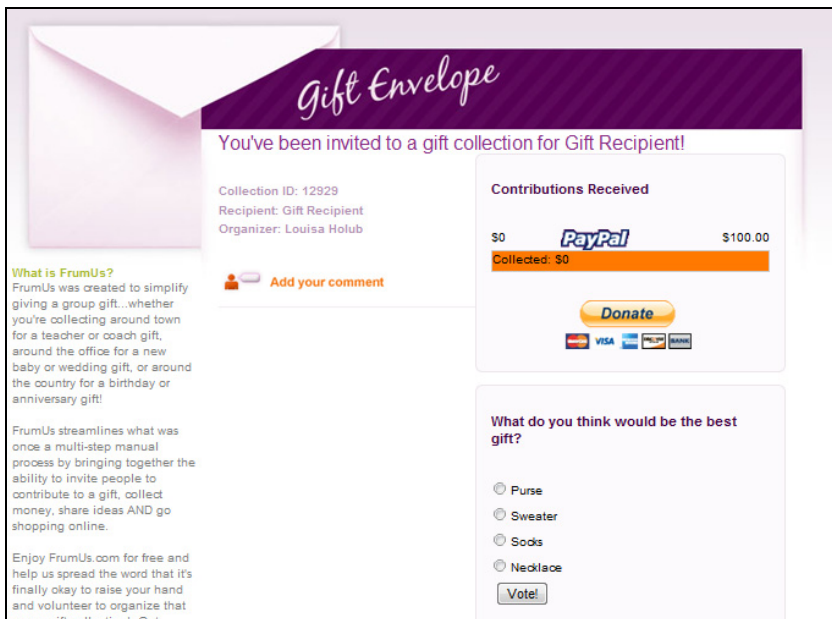 Gift Envelope
You've been invited to a gift collection for Gift Recipient!
Collection ID: 12929
Recipient: Gift Recipient
Organizer: Louisa Holub
Add your comment
Contributions Received
$0 PayPal $100.00
Collected: $0
Donate
VISA BANK
What do you think would be the best
gift?
Purse
Sweater
Socks
Necklace
Vote!
What is FrumUs?
FrumUs was created to simplify
giving a group gift...whether
you're collecting around town
for a teacher or coach gift,
around the office for a new
baby or wedding gift, or around
the country for a birthday or
anniversary gift!
FrumUs streamlines what was
once a multi-step manual
process by bringing together the
ability to invite people to
contribute to a gift, collect
money, share ideas AND go
shopping online.
Enjoy FrumUs.com for free and
help us spread the word that it's
finally okay to raise your hand
and volunteer to organize that